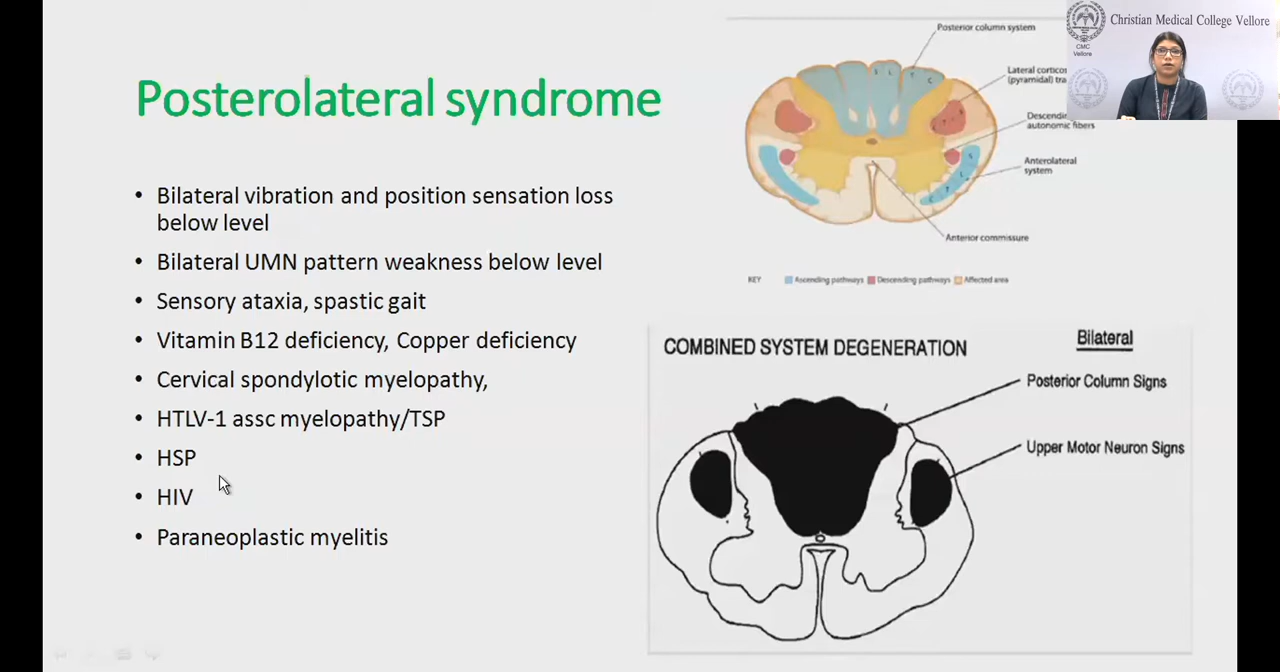 Christian Medical College Vellore
CMC
Vellore
Posterolateral syndrome
• Bilateral vibration and position sensation loss
below level
• Bilateral UMN pattern weakness below level
• Sensory ataxia, spastic gait
• Vitamin B12 deficiency, Copper deficiency
• Cervical spondylotic myelopathy,
• HTLV-1 assc myelopathy/TSP
• HSP
• HIV
• Paraneoplastic myelitis
Posterior column system
Lateral corticos
(pyramidal) tra
Descendi
autonomic fibers
Anterolateral
system
Anterior commissure
KEY Ascending pathways Descending pathways Affected area
COMBINED SYSTEM DEGENERATION
Bilateral
Posterior Column Signs
Upper Motor Neuron Signs